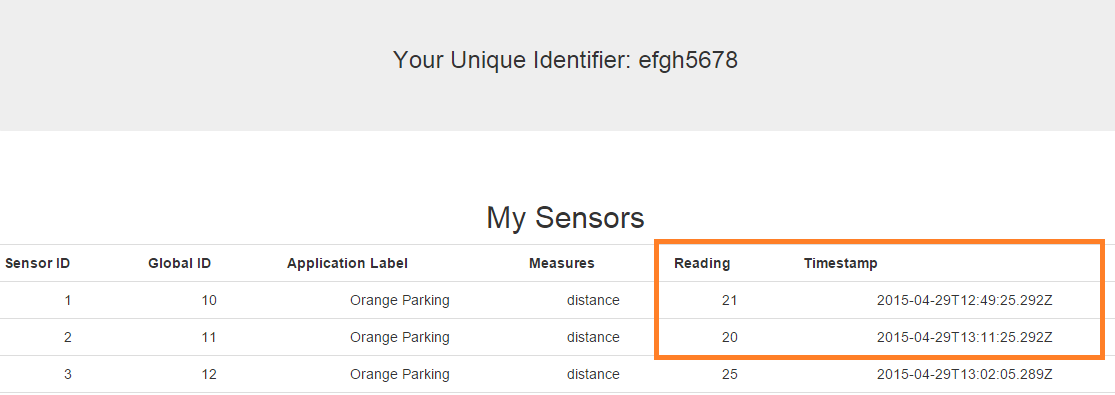 Your Unique Identifier: efgh5678
My Sensors
Sensor ID Global ID Application Label Measures Reading Timestamp
1 10 Orange Parking distance 21 2015-04-29T12:49:25.292Z
2 11 Orange Parking distance 20 2015-04-29T13:11:25.292Z
3 12 Orange Parking distance 25 2015-04-29T13:02:05.289Z